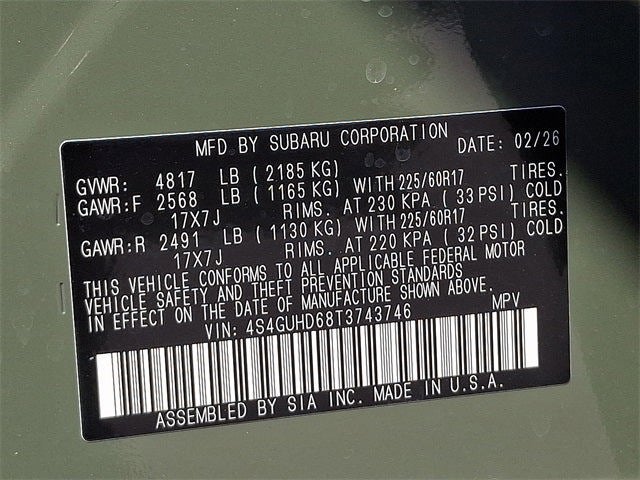 MFD BY SUBARU CORPORATION DATE: 02/26
GVWR: 4817 LB ( 2185 KG)
GAWR:F 2568 LB ( 1165 KG) WITH 225/60R17 TIRES.
17X7J RIMS. AT 230 KPA ( 33 PSI) COLD
GAWR:R 2491 LB ( 1130 KG) WITH 225/60R17 TIRES.
17X7J RIMS. AT 220 KPA ( 32 PSI) COLD
THIS VEHICLE CONFORMS TO ALL APPLICABLE FEDERAL MOTOR
VEHICLE SAFETY AND THEFT PREVENTION STANDARDS
IN EFFECT ON THE DATE OF MANUFACTURE SHOWN ABOVE.
VIN: 4S4GUHD68T3743746 MPV
ASSEMBLED BY SIA INC. MADE IN U.S.A.